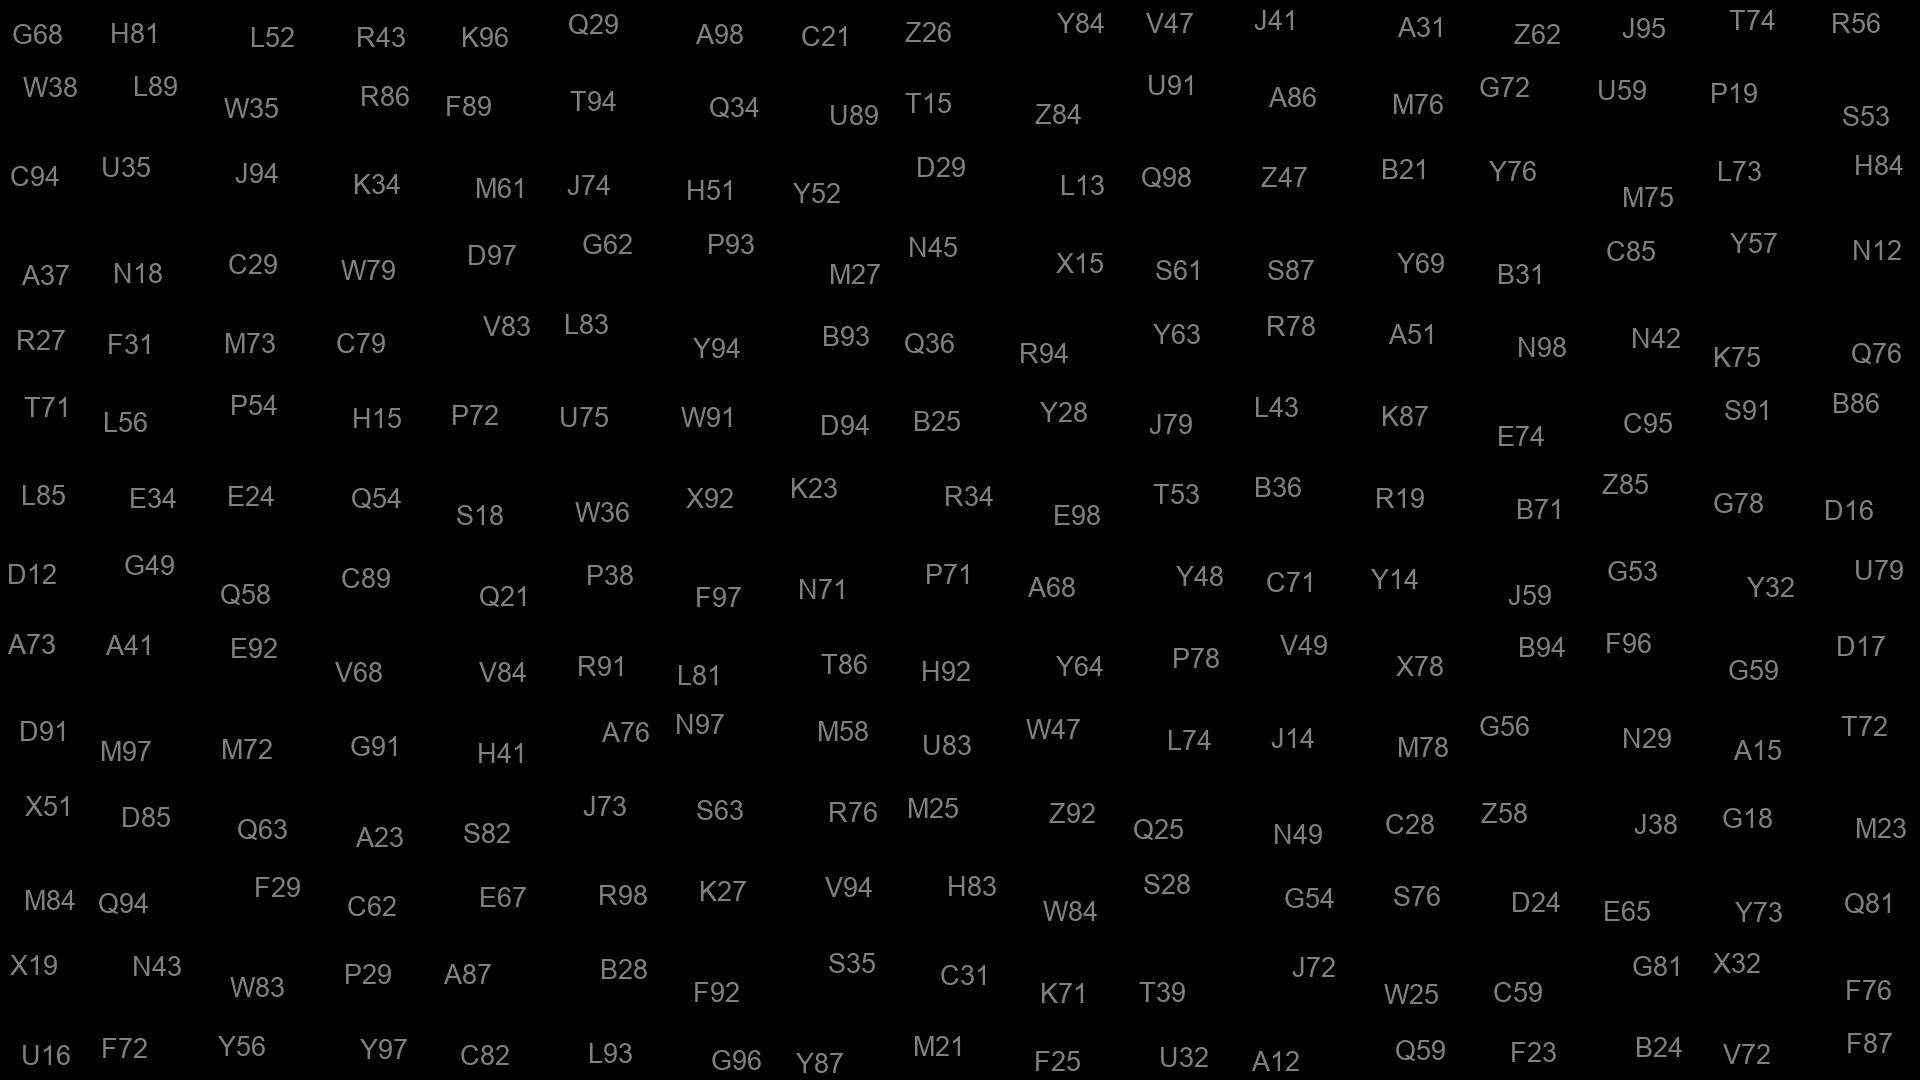 G68 H81 L52 R43 K96 Q29 A98 C21 Z26 Y84 V47 J41 A31 Z62 J95 T74 R56
W38 L89 W35 R86 F89 T94 Q34 U89 T15 Z84 U91 A86 M76 G72 U59 P19 S53
C94 U35 J94 K34 M61 J74 H51 Y52 D29 L13 Q98 Z47 B21 Y76 M75 L73 H84
A37 N18 C29 W79 D97 G62 P93 M27 N45 X15 S61 S87 Y69 B31 C85 Y57 N12
R27 F31 M73 C79 V83 L83 Y94 B93 Q36 R94 Y63 R78 A51 N98 N42 K75 Q76
T71 L56 P54 H15 P72 U75 W91 D94 B25 Y28 J79 L43 K87 E74 C95 S91 B86
L85 E34 E24 Q54 S18 W36 X92 K23 R34 E98 T53 B36 R19 B71 Z85 G78 D16
D12 G49 Q58 C89 Q21 P38 F97 N71 P71 A68 Y48 C71 Y14 J59 G53 Y32 U79
A73 A41 E92 V68 V84 R91 L81 T86 H92 Y64 P78 V49 X78 B94 F96 G59 D17
D91 M97 M72 G91 H41 A76 N97 M58 U83 W47 L74 J14 M78 G56 N29 A15 T72
X51 D85 Q63 A23 S82 J73 S63 R76 M25 Z92 Q25 N49 C28 Z58 J38 G18 M23
M84 Q94 F29 C62 E67 R98 K27 V94 H83 W84 S28 G54 S76 D24 E65 Y73 Q81
X19 N43 W83 P29 A87 B28 F92 S35 C31 K71 T39 J72 W25 C59 G81 X32 F76
U16 F72 Y56 Y97 C82 L93 G96 Y87 M21 F25 U32 A12 Q59 F23 B24 V72 F87